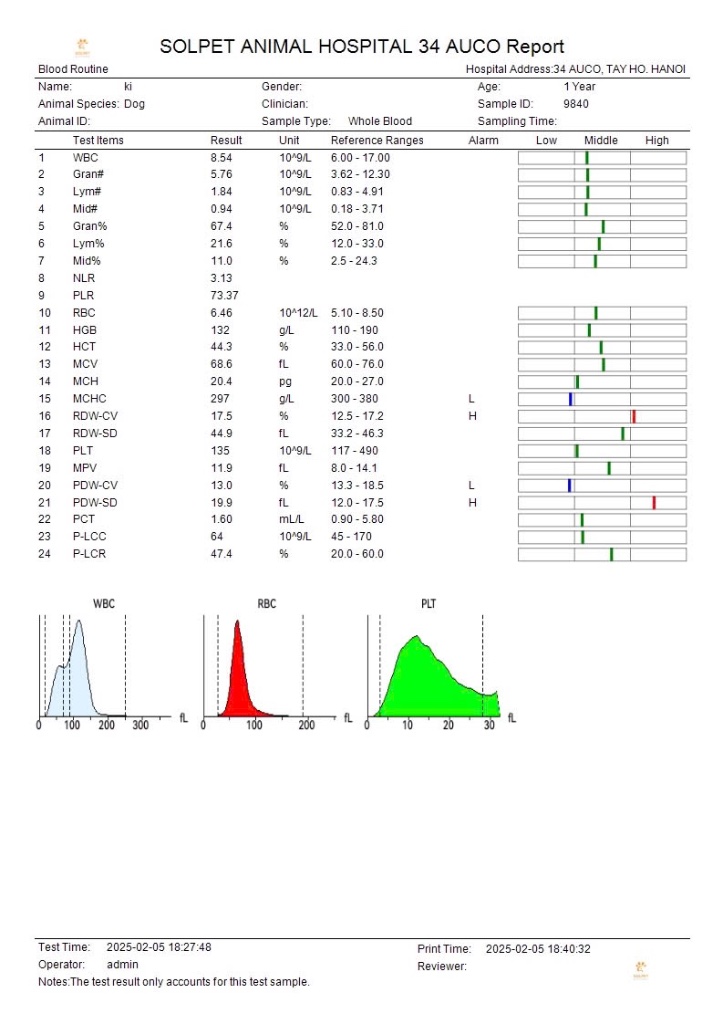 SOLPET ANIMAL HOSPITAL 34 AUCO Report
Blood Routine Hospital Address:34 AUCO, TAY HO. HANOI
Name: ki Gender: Age: 1 Year
Animal Species: Dog Clinician: Sample ID: 9840
Animal ID: Sample Type: Whole Blood Sampling Time:
Test Items Result Unit Reference Ranges Alarm Low Middle High
1 WBC 8.54 10^9/L 6.00 - 17.00
2 Gran# 5.76 10^9/L 3.62 - 12.30
3 Lym# 1.84 10^9/L 0.83 - 4.91
4 Mid# 0.94 10^9/L 0.18 - 3.71
5 Gran% 67.4 % 52.0 - 81.0
6 Lym% 21.6 % 12.0 - 33.0
7 Mid% 11.0 % 2.5 - 24.3
8 NLR 3.13
9 PLR 73.37
10 RBC 6.46 10^12/L 5.10 - 8.50
11 HGB 132 g/L 110 - 190
12 HCT 44.3 % 33.0 - 56.0
13 MCV 68.6 fL 60.0 - 76.0
14 MCH 20.4 pg 20.0 - 27.0
15 MCHC 297 g/L 300 - 380 L
16 RDW-CV 17.5 % 12.5 - 17.2 H
17 RDW-SD 44.9 fL 33.2 - 46.3
18 PLT 135 10^9/L 117 - 490
19 MPV 11.9 fL 8.0 - 14.1
20 PDW-CV 13.0 % 13.3 - 18.5 L
21 PDW-SD 19.9 fL 12.0 - 17.5 H
22 PCT 1.60 mL/L 0.90 - 5.80
23 P-LCC 64 10^9/L 45 - 170
24 P-LCR 47.4 % 20.0 - 60.0
WBC RBC PLT
0 100 200 300 fL 0 100 200 fL 0 10 20 30 fL
Test Time: 2025-02-05 18:27:48 Print Time: 2025-02-05 18:40:32
Operator: admin Reviewer:
Notes:The test result only accounts for this test sample.